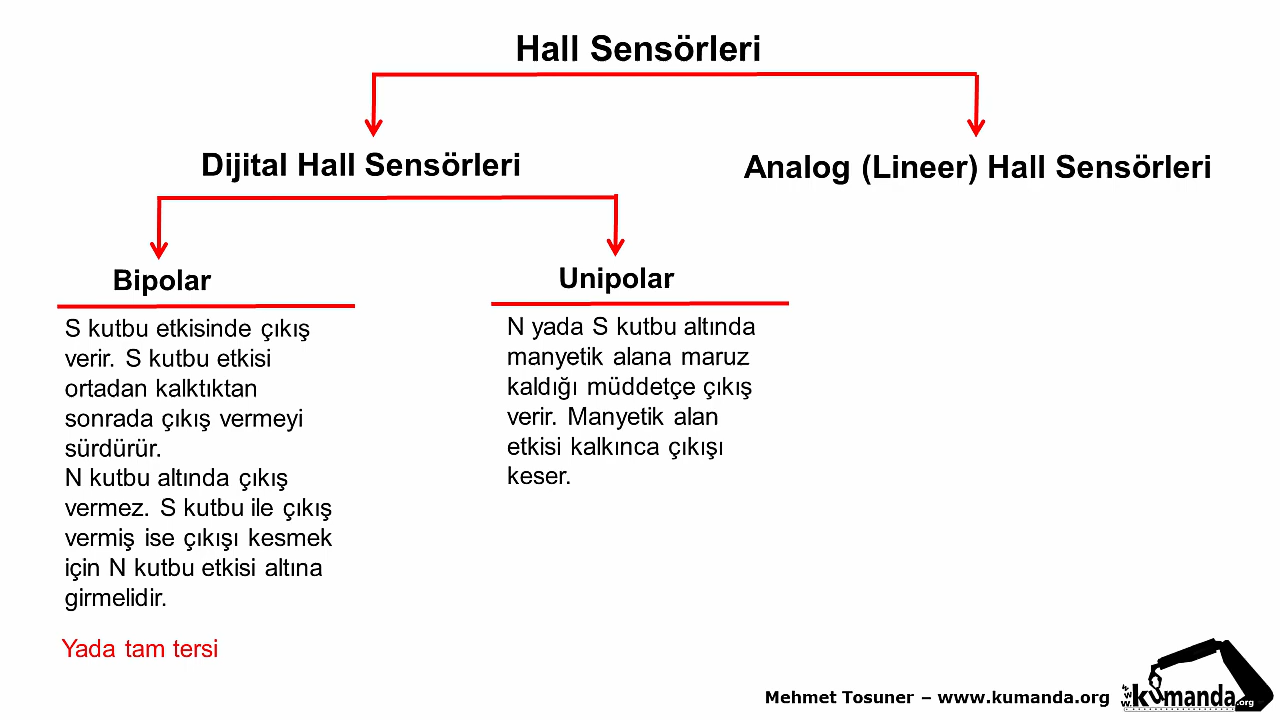 Hall Sensörleri
Dijital Hall Sensörleri
Analog (Lineer) Hall Sensörleri
Bipolar
S kutbu etkisinde çıkış
verir. S kutbu etkisi
ortadan kalktıktan
sonrada çıkış vermeyi
sürdürür.
N kutbu altında çıkış
vermez. S kutbu ile çıkış
vermiş ise çıkışı kesmek
için N kutbu etkisi altına
girmelidir.
Yada tam tersi
Unipolar
N yada S kutbu altında
manyetik alana maruz
kaldığı müddetçe çıkış
verir. Manyetik alan
etkisi kalkınca çıkışı
keser.
Mehmet Tosuner – www.kumanda.org
www.kumanda.org